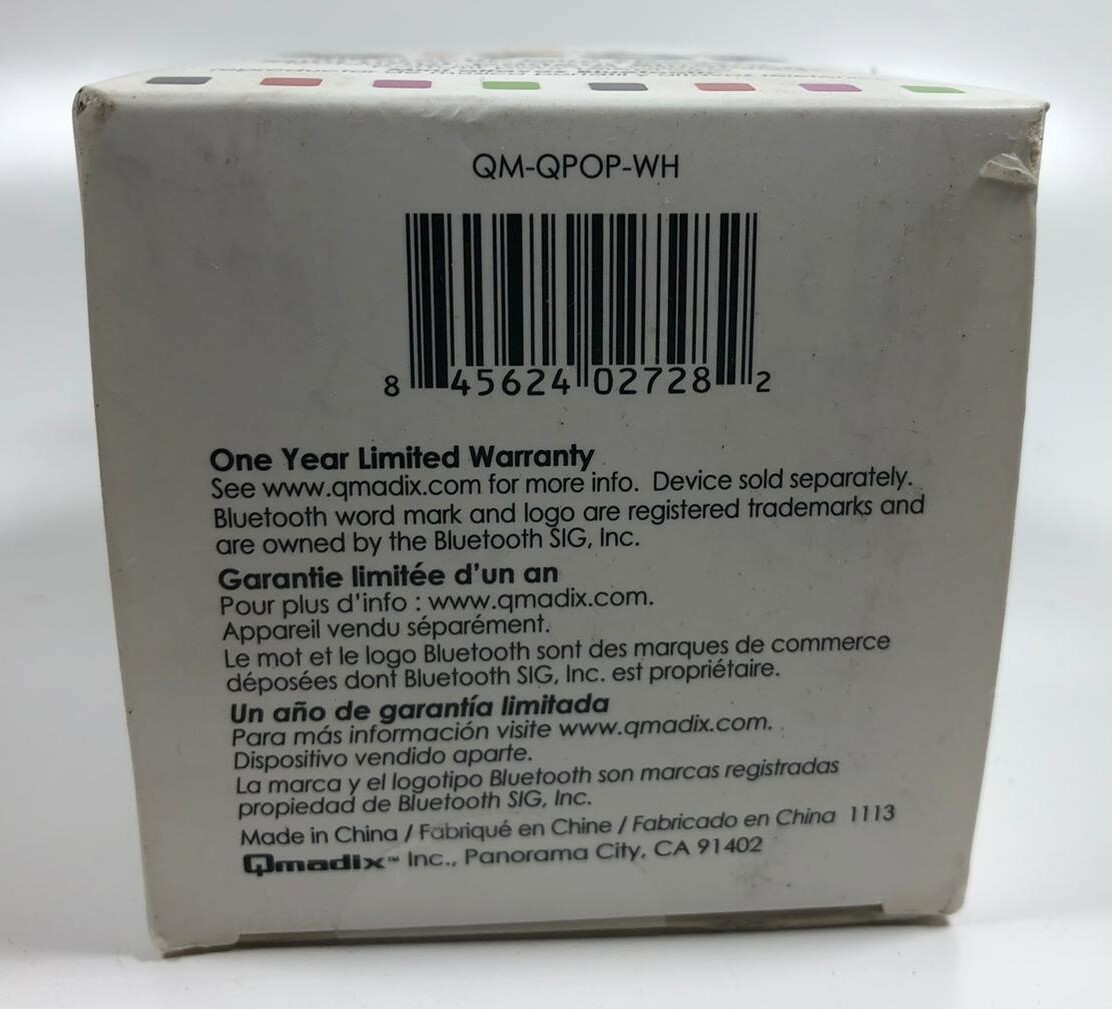 QM-QPOP-WH
8 45624 02728 2
One Year Limited Warranty
See www.qmadix.com for more info. Device sold separately.
Bluetooth word mark and logo are registered trademarks and
are owned by the Bluetooth SIG, Inc.
Garantie limitée d'un an
Pour plus d'info : www.qmadix.com.
Appareil vendu séparément.
Le mot et le logo Bluetooth sont des marques de commerce
déposées dont Bluetooth SIG, Inc. est propriétaire.
Un año de garantía limitada
Para más información visite www.qmadix.com.
Dispositivo vendido aparte.
La marca y el logotipo Bluetooth son marcas registradas
propiedad de Bluetooth SIG, Inc.
Made in China / Fabriqué en Chine / Fabricado en China 1113
Qmadix™ Inc., Panorama City, CA 91402